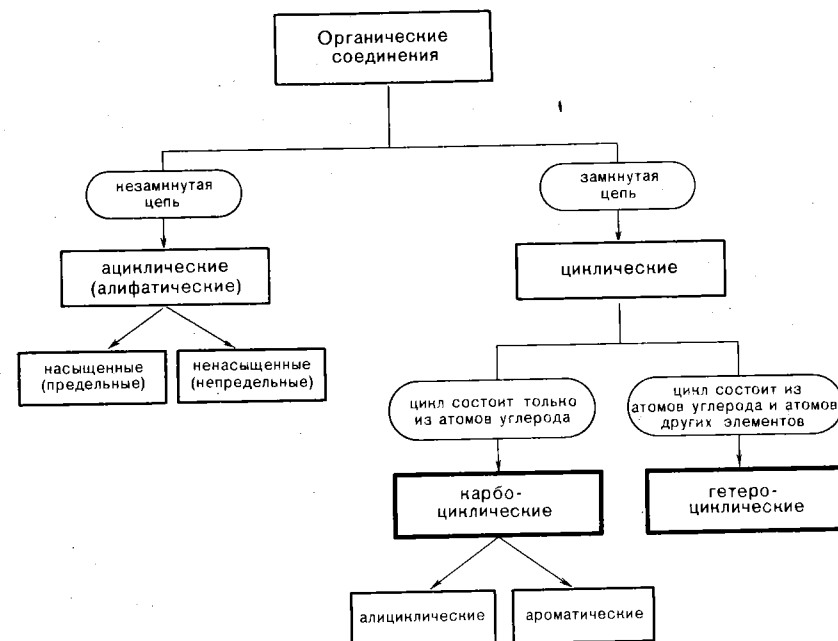 Органические
соединения
незамкнутая
цепь
замкнутая
цепь
ациклические
(алифатические)
циклические
насыщенные
(предельные)
ненасыщенные
(непредельные)
цикл состоит только
из атомов углерода
цикл состоит из
атомов углерода и атомов
других элементов
карбо-
циклические
гетеро-
циклические
алициклические
ароматические